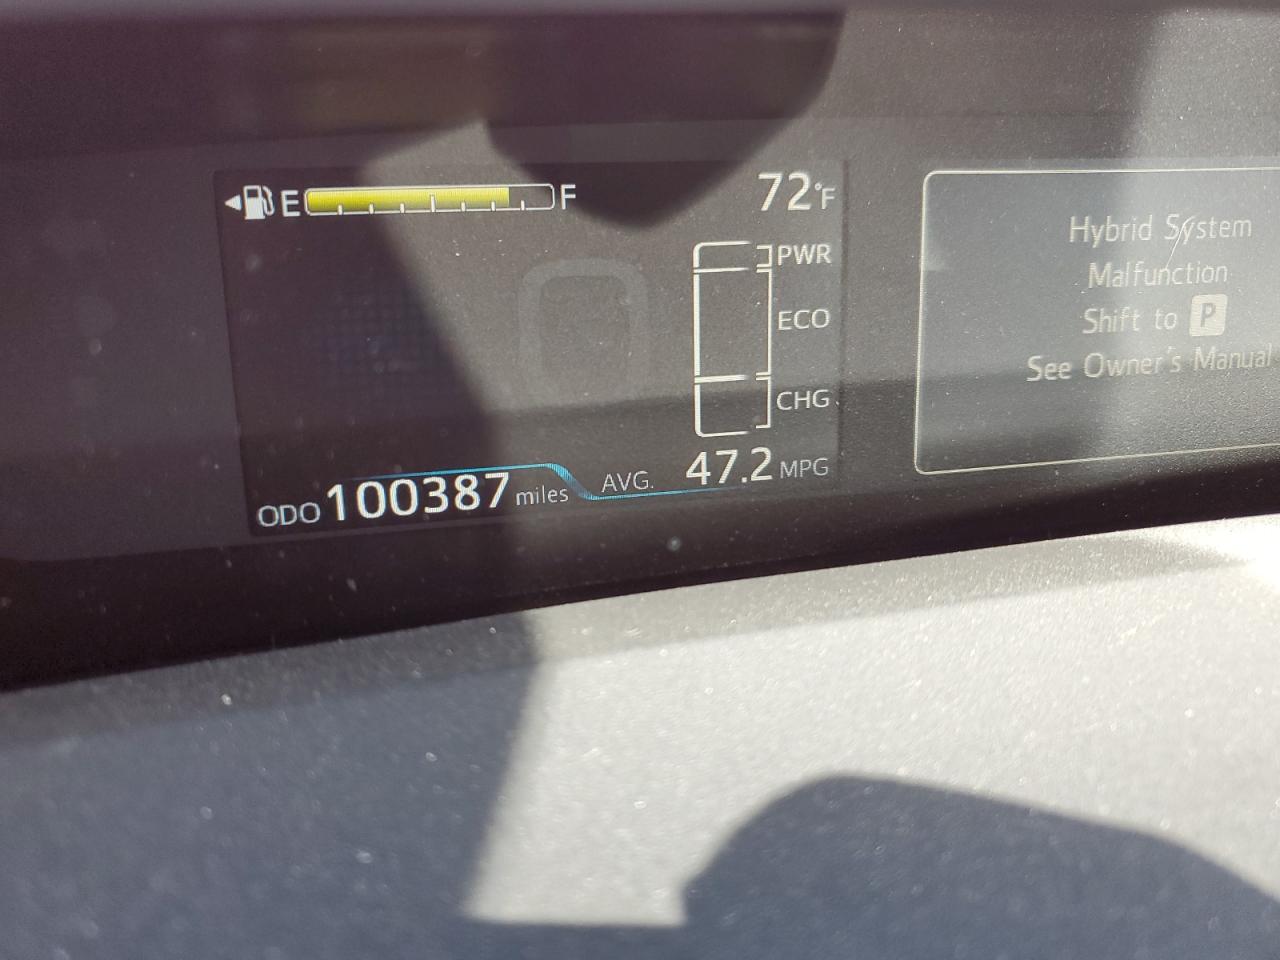 E F
72°F
PWR
ECO
CHG
ODO 100387 miles
AVG. 47.2 MPG
Hybrid System
Malfunction
Shift to P
See Owner's Manual